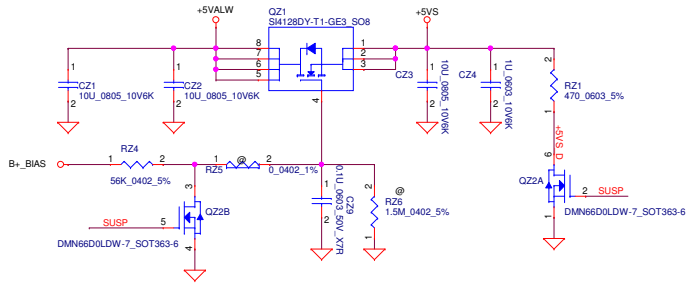 +5VALW
QZ1
SI4128DY-T1-GE3_SO8
+5VS
8
7
6
5
1
2
3
4
1
2
CZ1
10U_0805_10V6K
1
2
CZ2
10U_0805_10V6K
CZ3
1
2
10U_0805_10V6K
CZ4
1
2
1U_0603_10V6K
2
1
RZ1
470_0603_5%
+5VS_D
B+_BIAS
RZ4
1
2
56K_0402_5%
1
@
2
RZ5
0_0402_1%
3
QZ2B
SUSP
5
4
DMN66D0LDW-7_SOT363-6
1
2
0.1U_0603_50V_X7R
CZ9
2
1
@
RZ6
1.5M_0402_5%
6
QZ2A
2
SUSP
1
DMN66D0LDW-7_SOT363-6